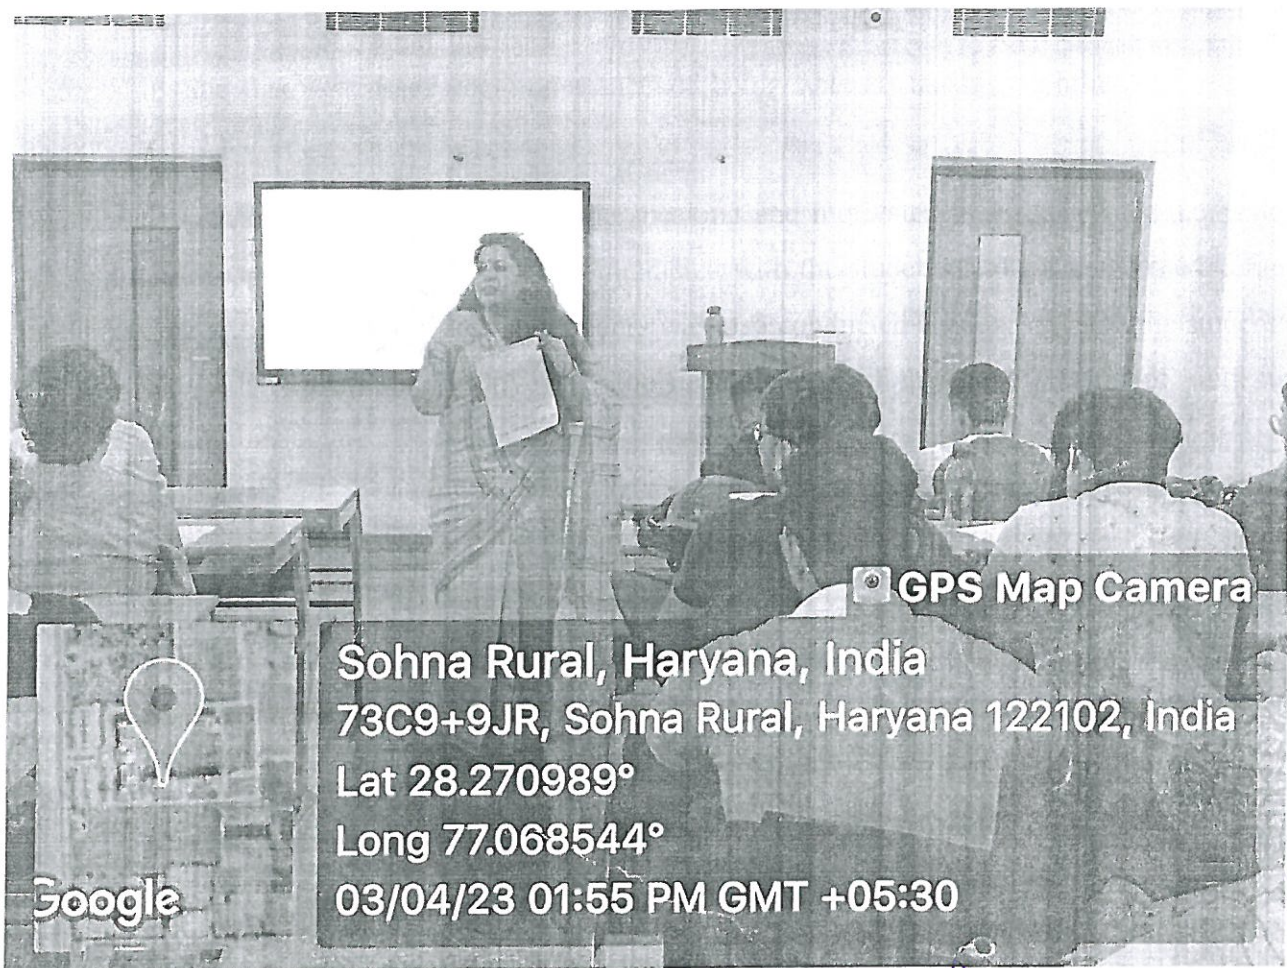 GPS Map Camera
Sohna Rural, Haryana, India
73C9+9JR, Sohna Rural, Haryana 122102, India
Lat 28.270989°
Long 77.068544°
03/04/23 01:55 PM GMT +05:30
Google